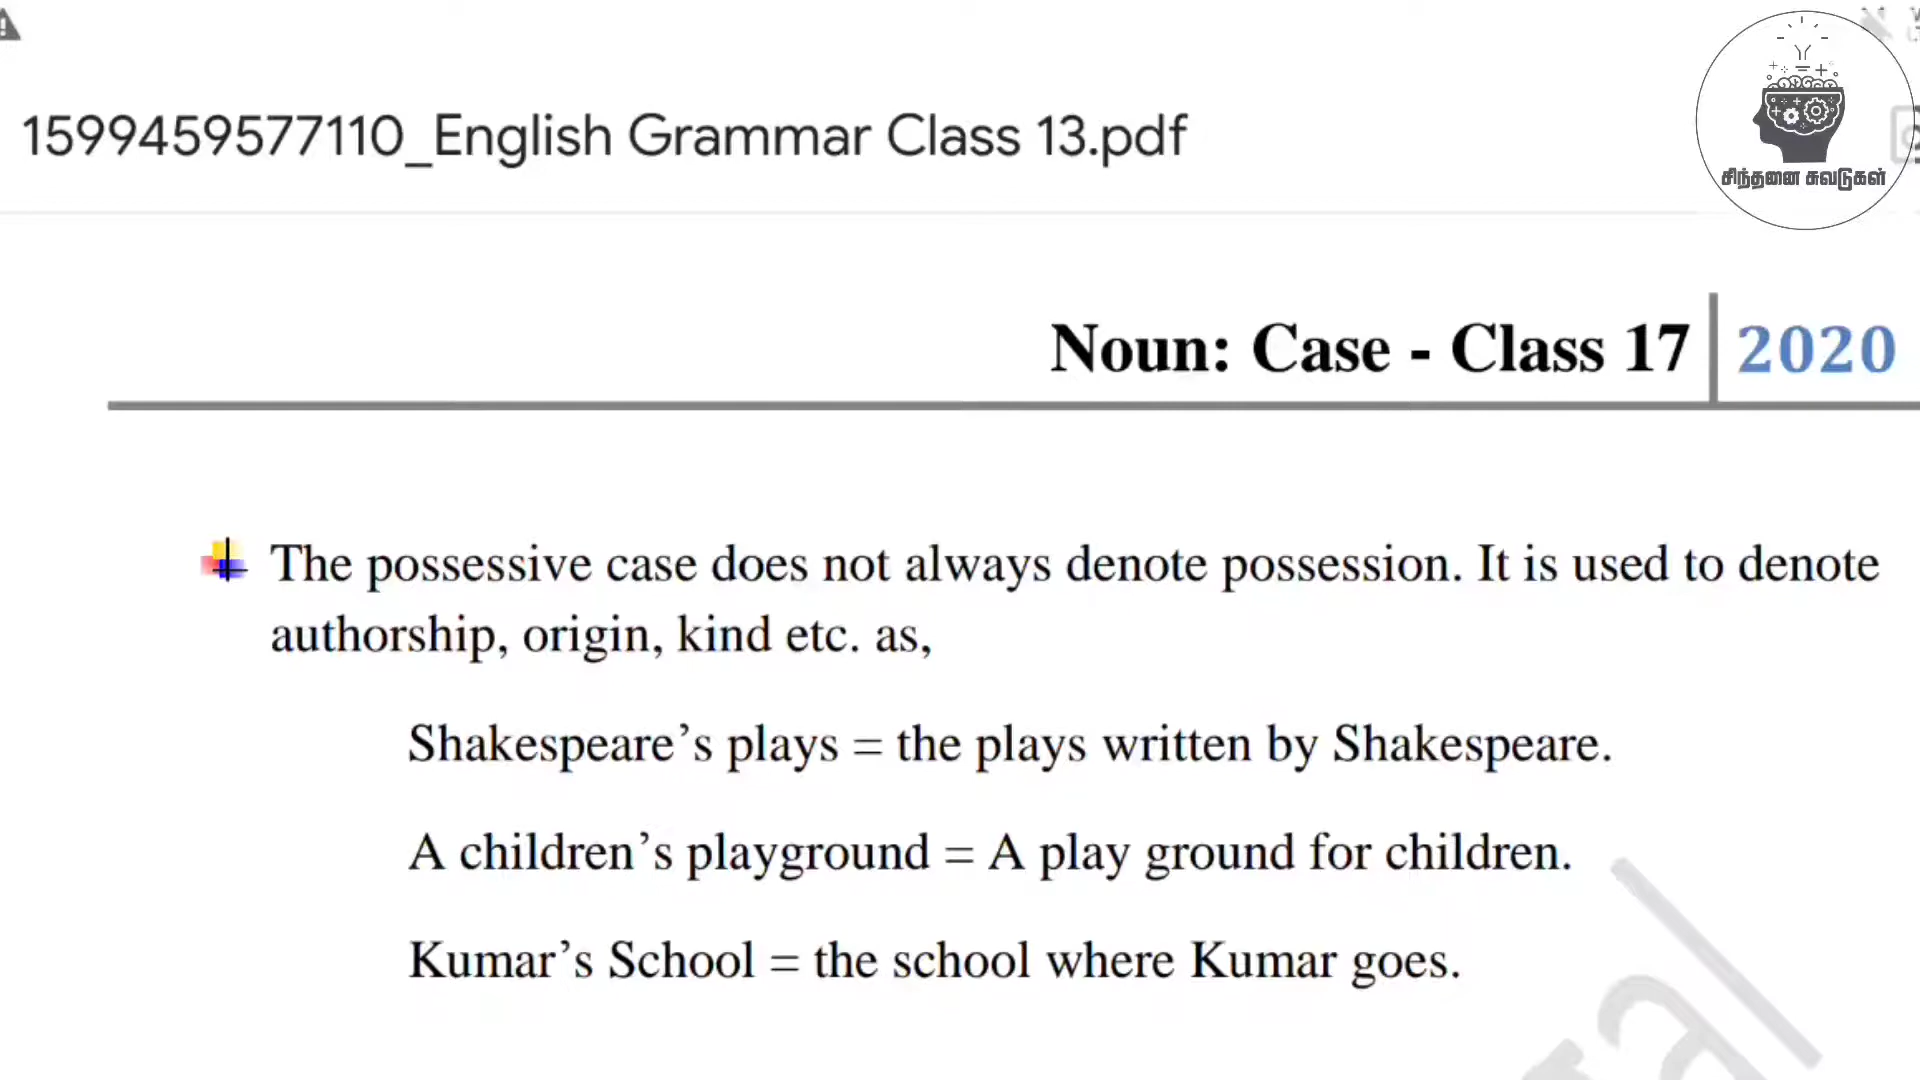 1599459577110_English Grammar Class 13.pdf
சிந்தனை சுவடுகள்
Noun: Case - Class 17 2020
The possessive case does not always denote possession. It is used to denote
authorship, origin, kind etc. as,
Shakespeare’s plays = the plays written by Shakespeare.
A children’s playground = A play ground for children.
Kumar’s School = the school where Kumar goes.